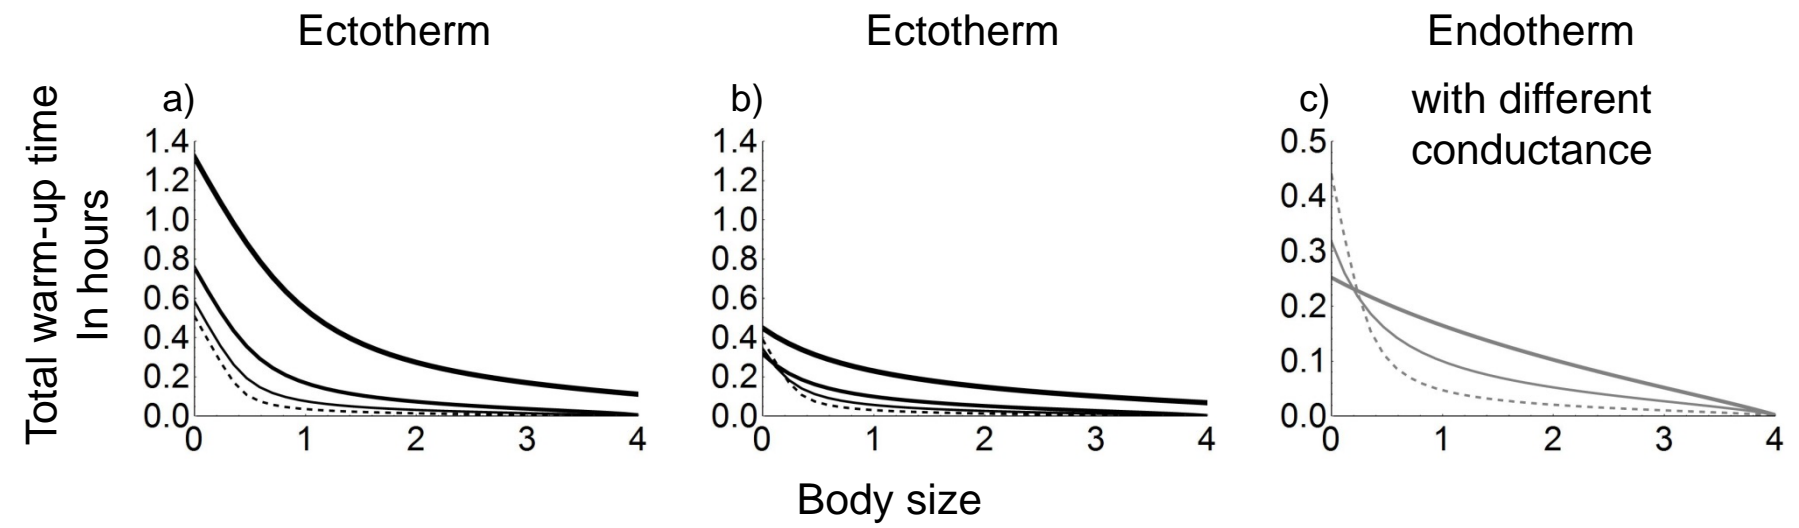 Ectotherm
Ectotherm
Endotherm
a)
b)
c)
with different
conductance
Total warm-up time
In hours
1.4
1.2
1.0
0.8
0.6
0.4
0.2
0.0
0 1 2 3 4
1.4
1.2
1.0
0.8
0.6
0.4
0.2
0.0
0 1 2 3 4
0.5
0.4
0.3
0.2
0.1
0.0
0 1 2 3 4
Body size